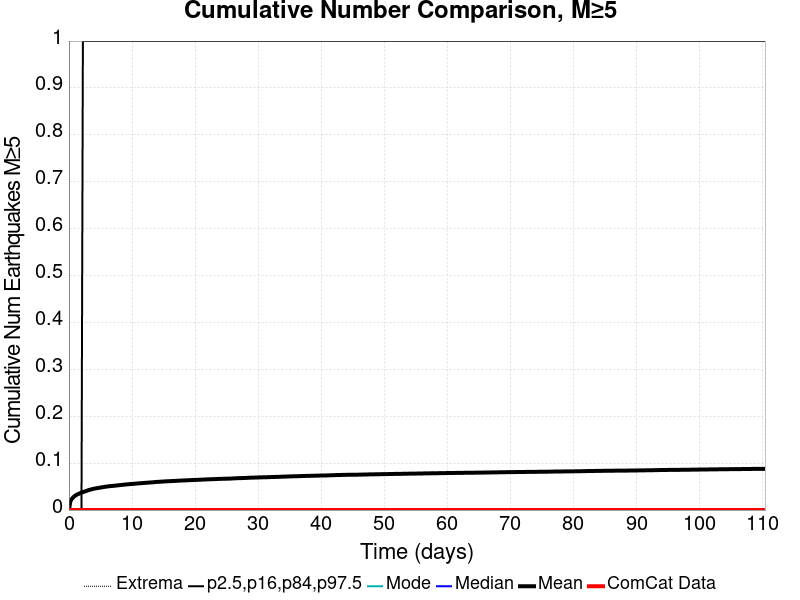 Cumulative Number Comparison, M≥5
Cumulative Num Earthquakes M≥5
1
0.9
0.8
0.7
0.6
0.5
0.4
0.3
0.2
0.1
0
0 10 20 30 40 50 60 70 80 90 100 110
Time (days)
Extrema p2.5,p16,p84,p97.5 Mode Median Mean ComCat Data